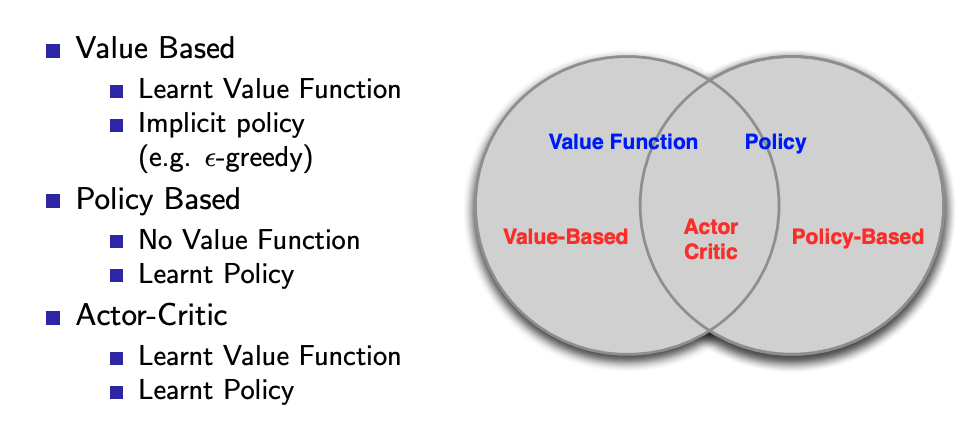 Value Based
Learnt Value Function
Implicit policy
(e.g. ϵ-greedy)
Policy Based
No Value Function
Learnt Policy
Actor-Critic
Learnt Value Function
Learnt Policy
Value Function
Policy
Value-Based
Actor
Critic
Policy-Based